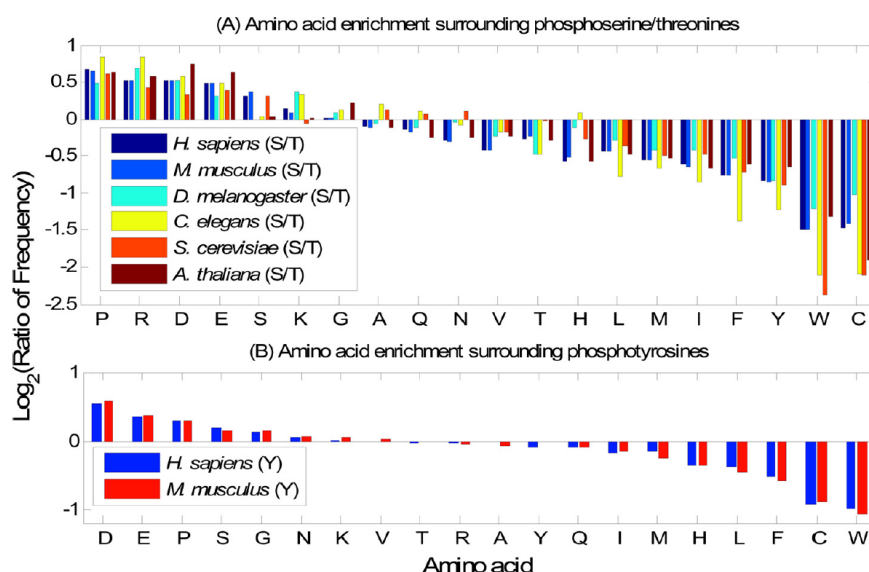 (A) Amino acid enrichment surrounding phosphoserine/threonines
1
0.5
0
-0.5
-1
-1.5
-2
-2.5
H. sapiens (S/T)
M. musculus (S/T)
D. melanogaster (S/T)
C. elegans (S/T)
S. cerevisiae (S/T)
A. thaliana (S/T)
P R D E S K G A Q N V T H L M I F Y W C
Log2(Ratio of Frequency)
(B) Amino acid enrichment surrounding phosphotyrosines
1
0
-1
H. sapiens (Y)
M. musculus (Y)
D E P S G N K V T R A Y Q I M H L F C W
Amino acid